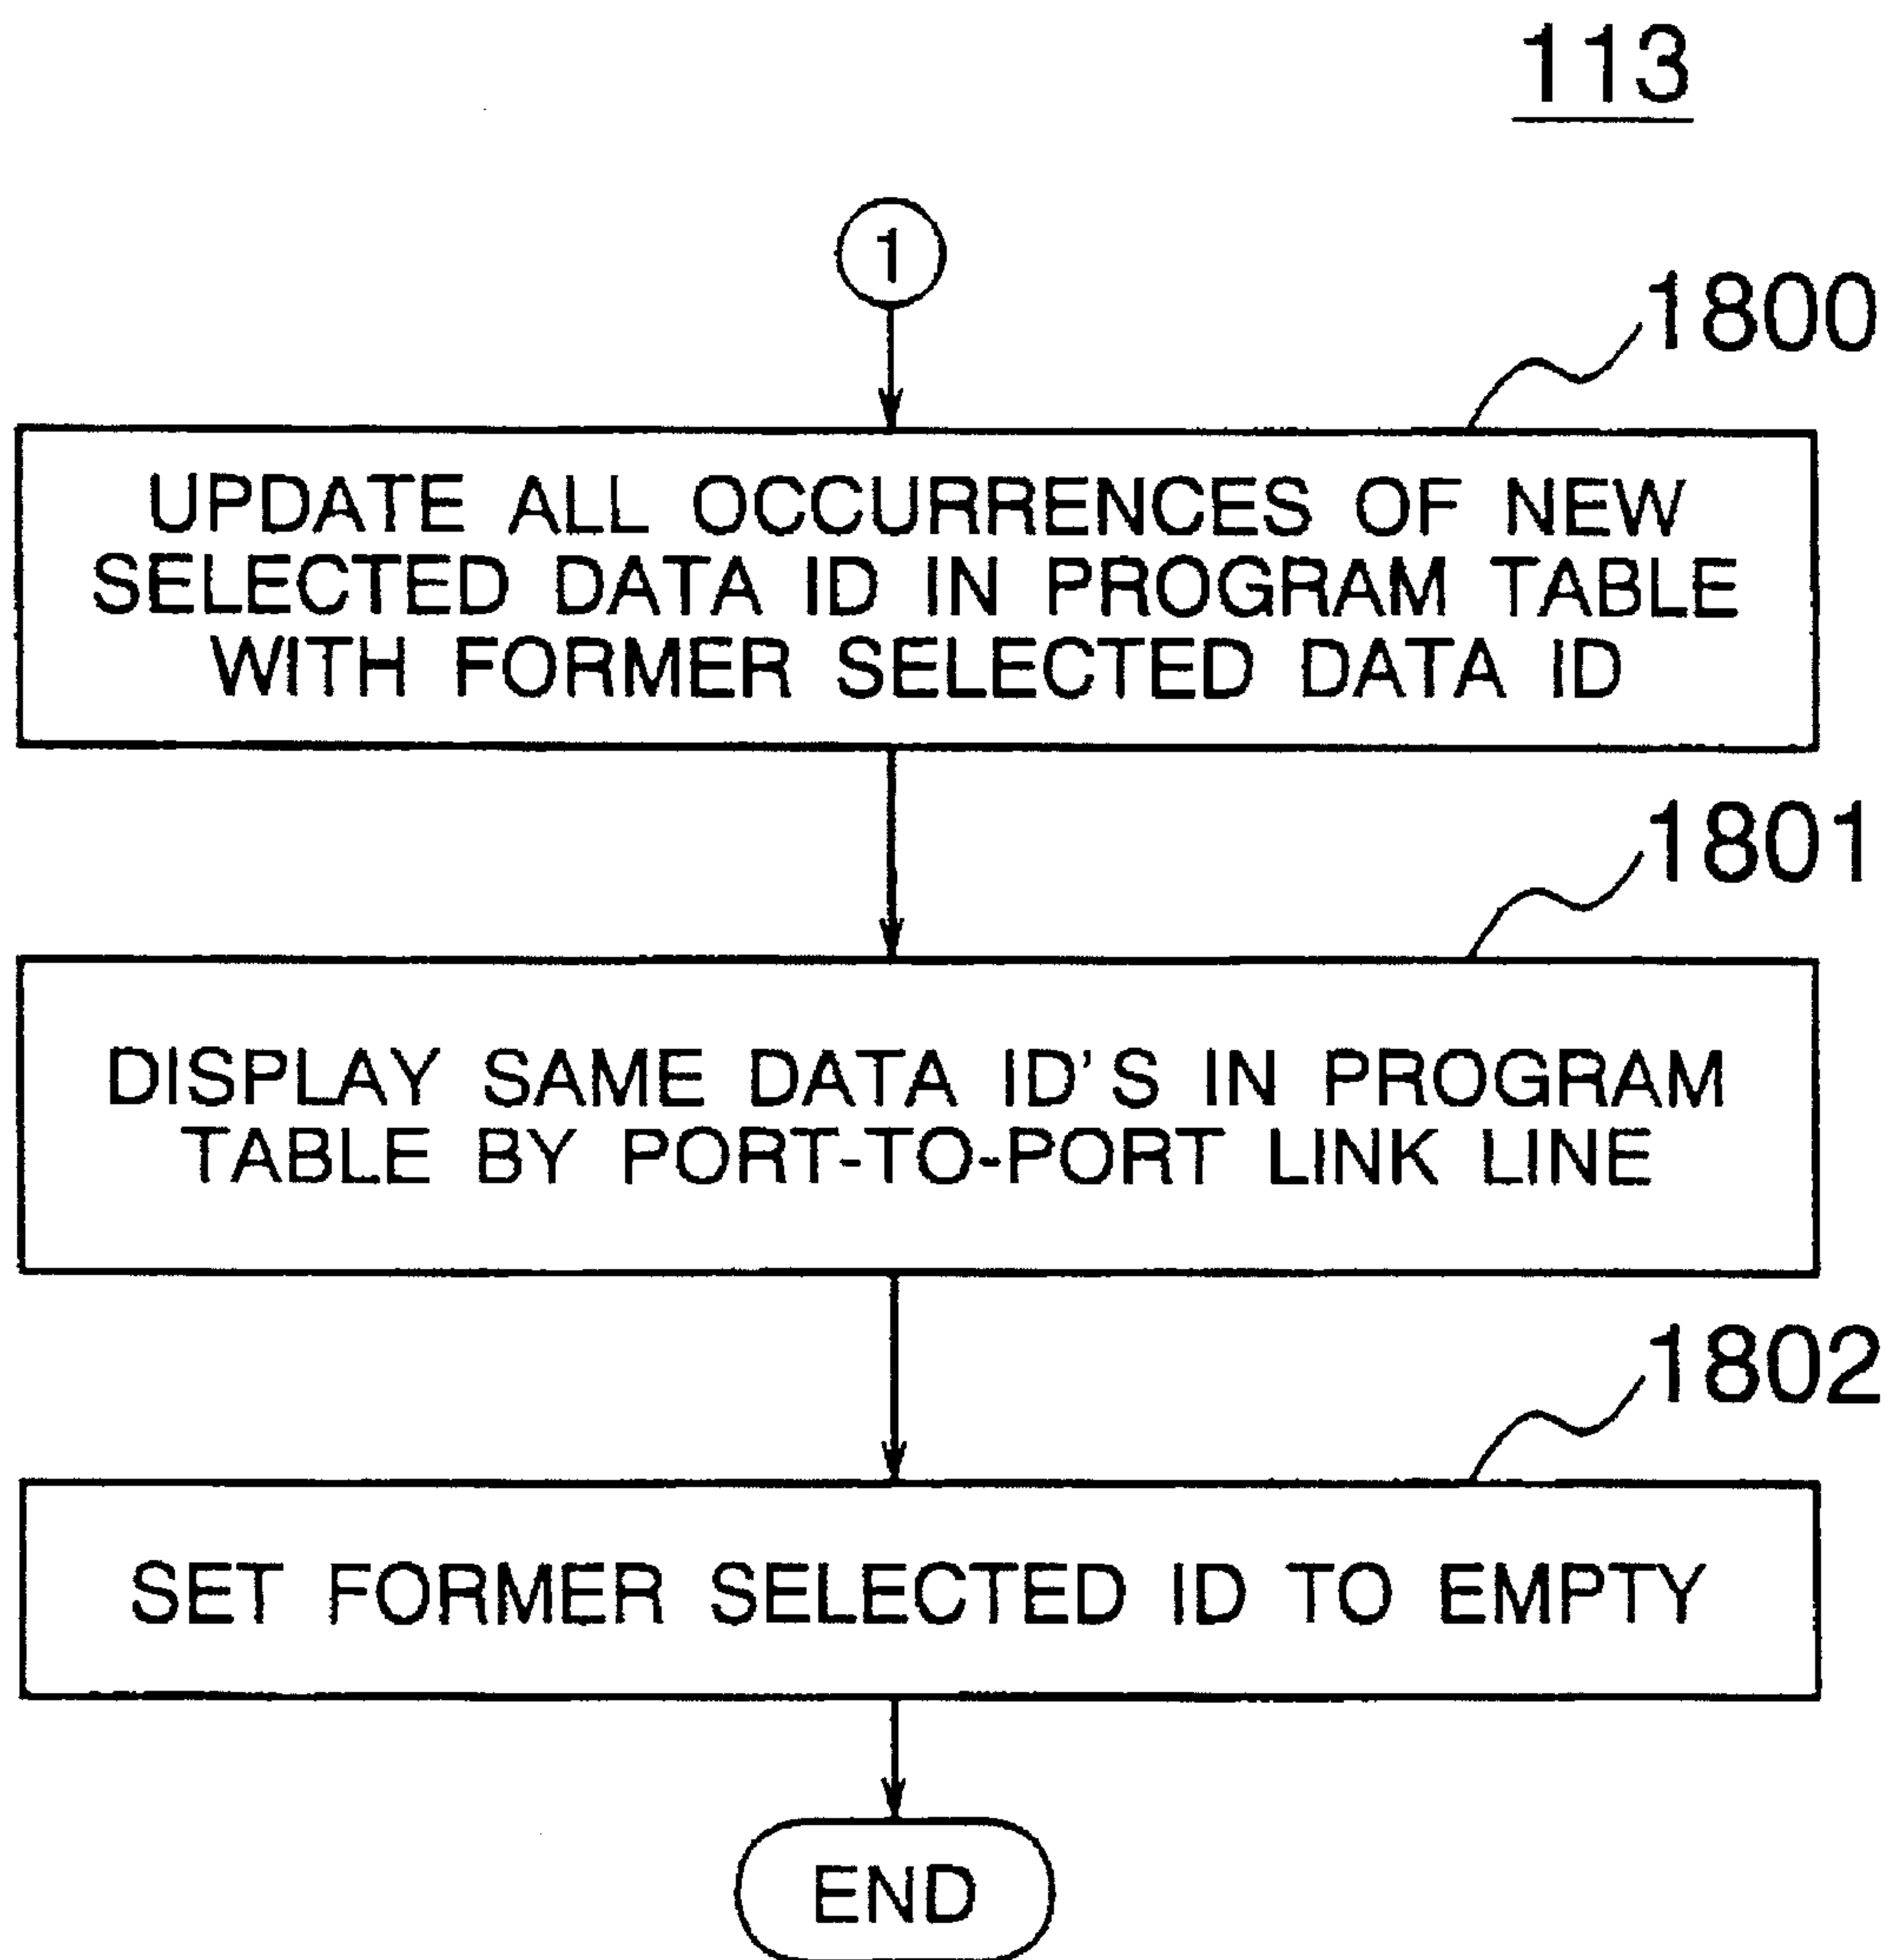 113
1
1800
UPDATE ALL OCCURRENCES OF NEW
SELECTED DATA ID IN PROGRAM TABLE
WITH FORMER SELECTED DATA ID
1801
DISPLAY SAME DATA ID'S IN PROGRAM
TABLE BY PORT-TO-PORT LINK LINE
1802
SET FORMER SELECTED ID TO EMPTY
END